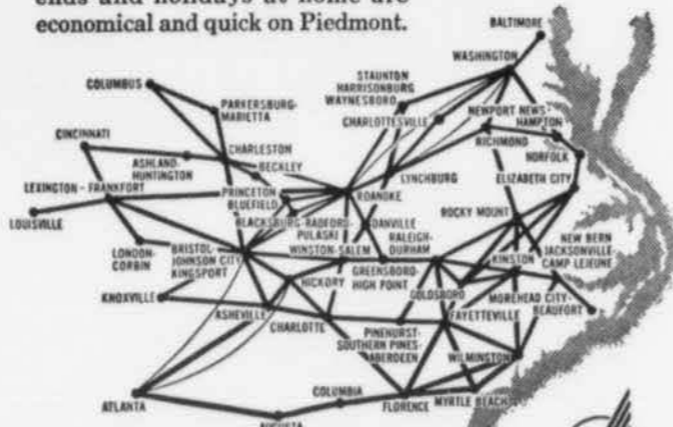 ends and holidays at home are
economical and quick on Piedmont.
BALTIMORE
WASHINGTON
STAUNTON
HARRISONBURG
WAYNESBORO
COLUMBUS
PARKERSBURG-
MARIETTA
CHARLOTTESVILLE
NEWPORT NEWS-
HAMPTON
RICHMOND
CINCINNATI
CHARLESTON
NORFOLK
ASHLAND-
HUNTINGTON
BECKLEY
LYNCHBURG
ELIZABETH CITY
LEXINGTON - FRANKFORT
PRINCETON
BLUEFIELD
ROANOKE
LOUISVILLE
BLACKSBURG-RADFORD-
PULASKI
DANVILLE
ROCKY MOUNT
LONDON-
CORBIN
BRISTOL-
JOHNSON CITY
KINGSPORT
WINSTON-SALEM
RALEIGH-
DURHAM
NEW BERN
JACKSONVILLE-
CAMP LEJEUNE
KINSTON
GREENSBORO-
HIGH POINT
HICKORY
GOLDSBORO
KNOXVILLE
MOREHEAD CITY-
BEAUFORT
ASHEVILLE
CHARLOTTE
FAYETTEVILLE
PINEHURST-
SOUTHERN PINES-
ABERDEEN
WILMINGTON
ATLANTA
COLUMBIA
FLORENCE
MYRTLE BEACH
AUGUSTA